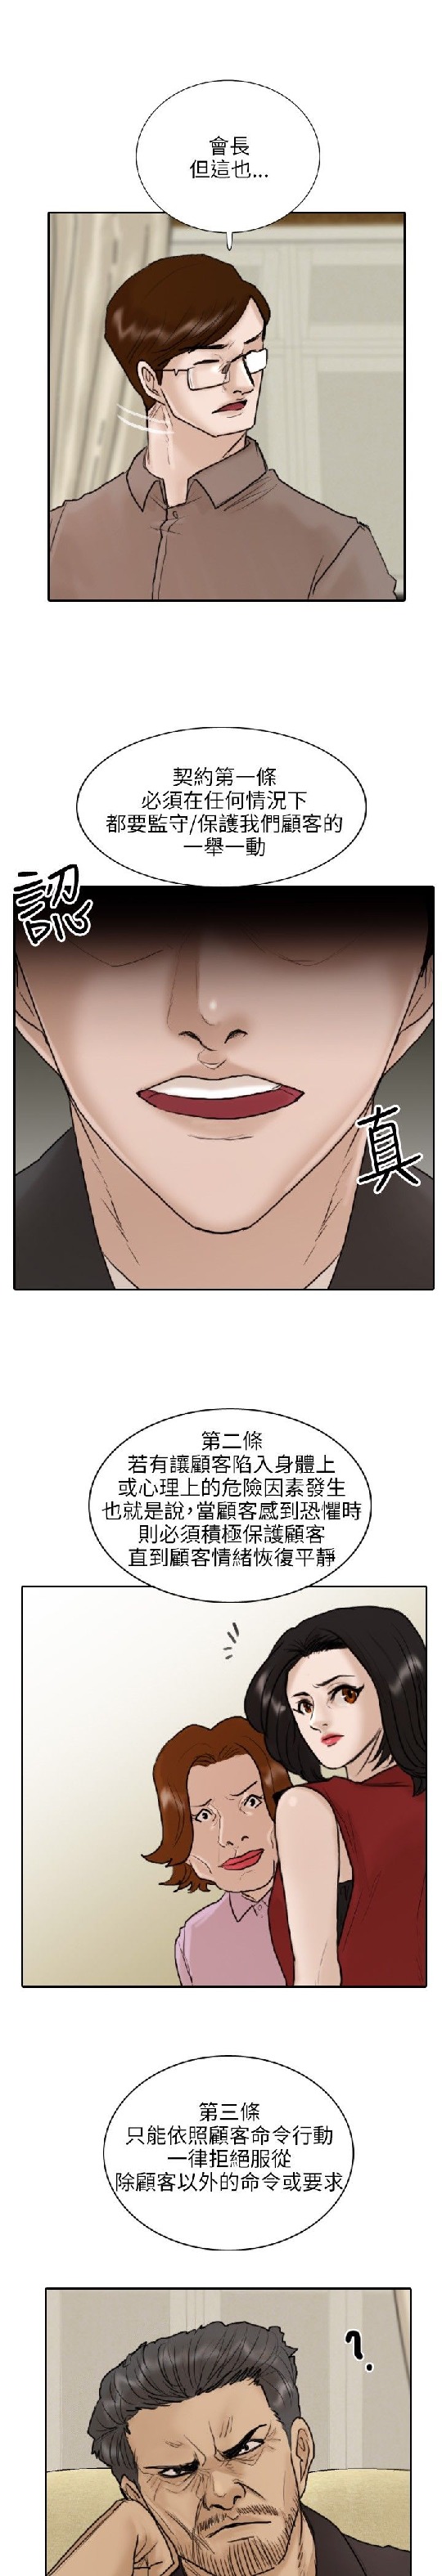 會長
但這也...
契約第一條
必須在任何情況下
都要監守/保護我們顧客的
一舉一動
認
真
第二條
若有讓顧客陷入身體上
或心理上的危險因素發生
也就是說,當顧客感到恐懼時
則必須積極保護顧客
直到顧客情緒恢復平靜
第三條
只能依照顧客命令行動
一律拒絕服從
除顧客以外的命令或要求
?